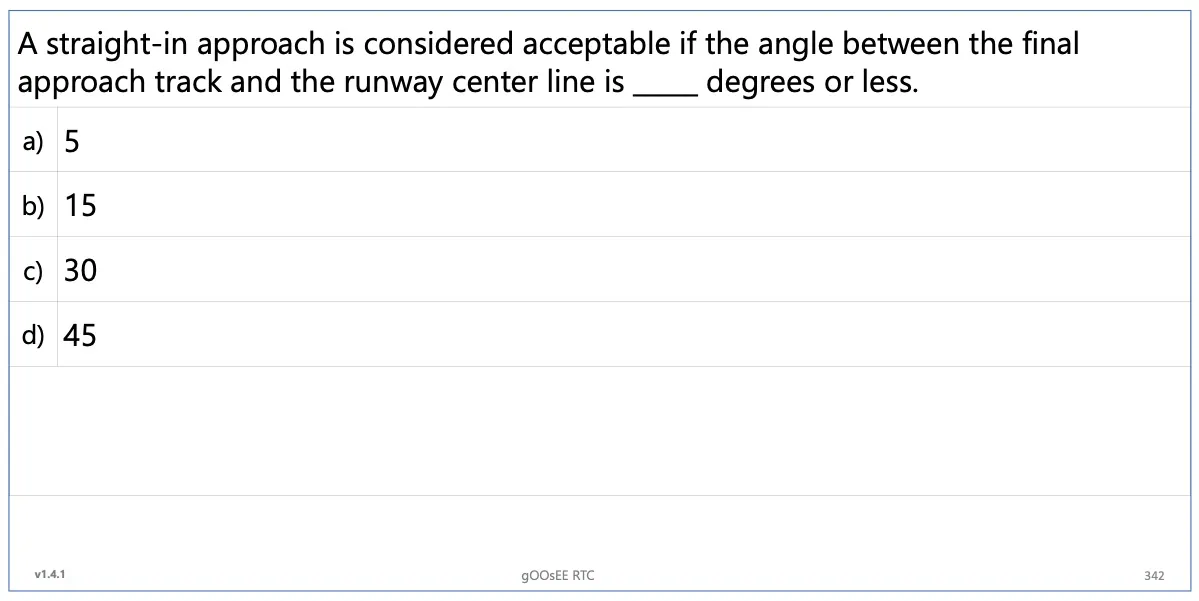 A straight-in approach is considered acceptable if the angle between the final
approach track and the runway center line is _____ degrees or less.
a) 5
b) 15
c) 30
d) 45
v1.4.1 gOOsEE RTC 342